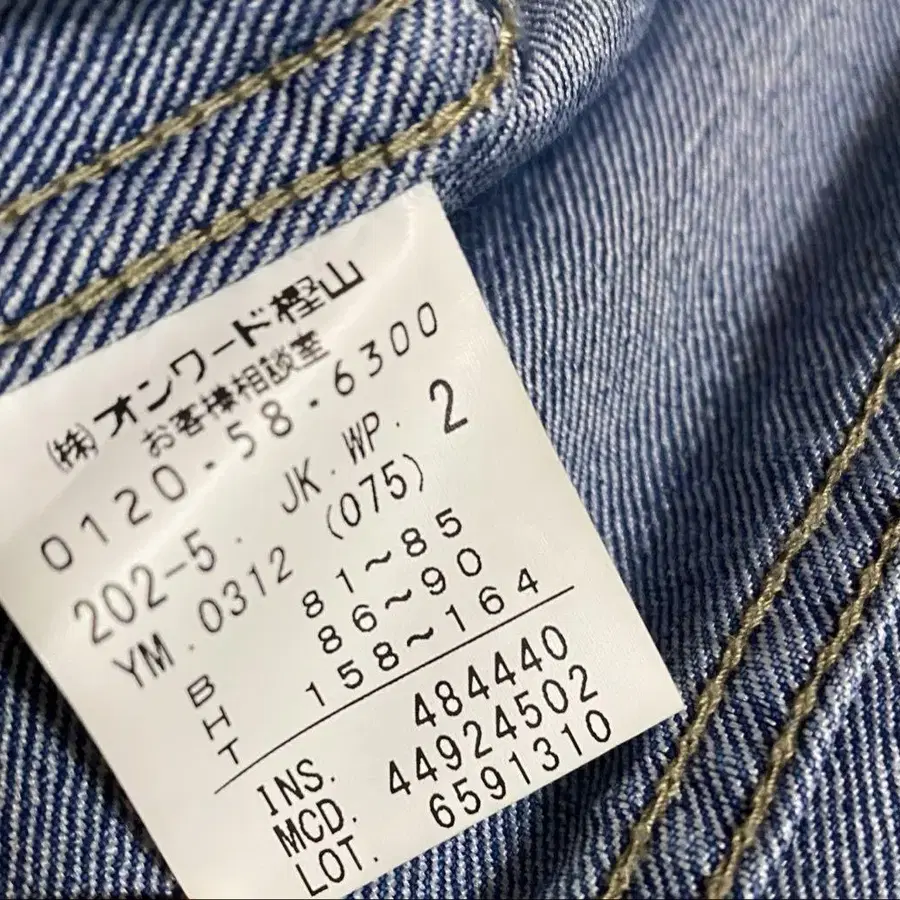 ㈱オンワード樫山
お客様相談室
0120-58-6300
202-5. JK.WP. 2
YM.0312 (075)
B 81~85
H 86~90
T 158~164
INS. 484440
MCD. 44924502
LOT. 6591310